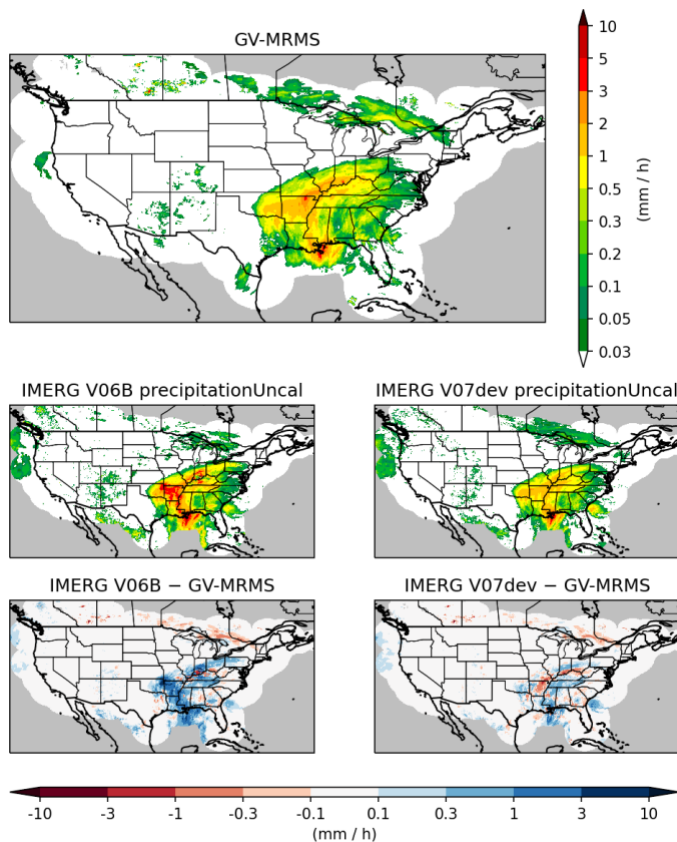 GV-MRMS
10
5
3
2
1
0.5
0.3
0.2
0.1
0.05
0.03
(mm / h)
IMERG V06B precipitationUncal
IMERG V07dev precipitationUncal
IMERG V06B − GV-MRMS
IMERG V07dev − GV-MRMS
-10 -3 -1 -0.3 -0.1 0.1 0.3 1 3 10
(mm / h)